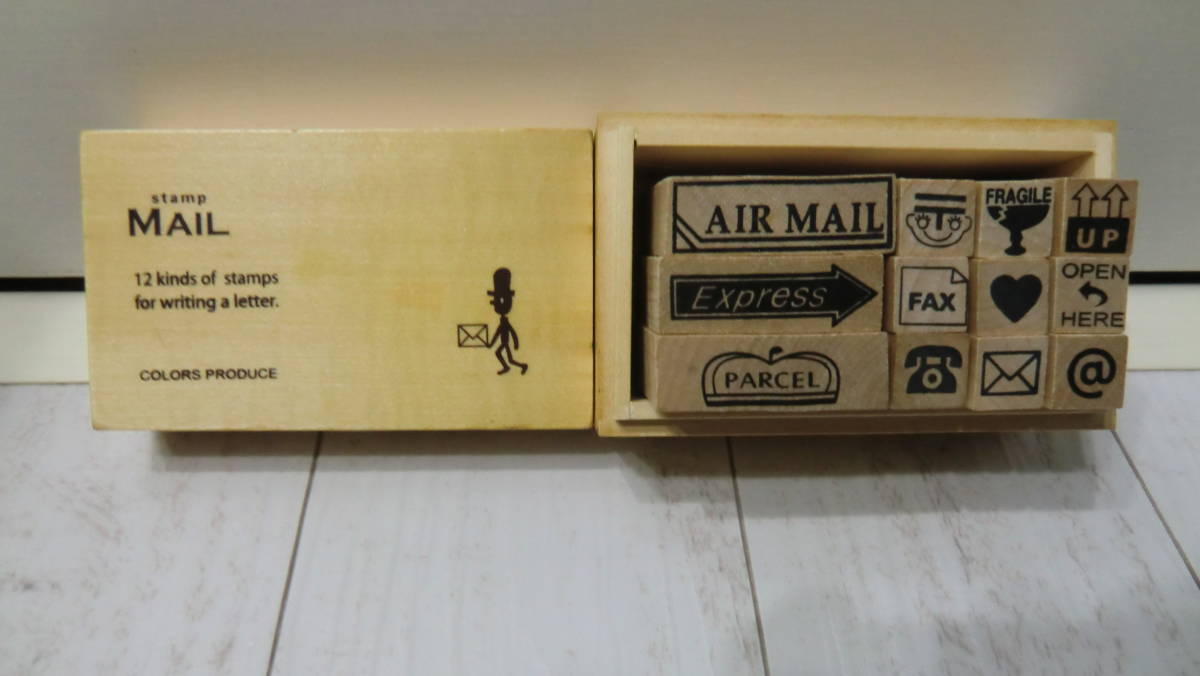 stamp
MAIL
12 kinds of stamps
for writing a letter.
COLORS PRODUCE
AIR MAIL
T
FRAGILE
UP
Express
FAX
OPEN
HERE
PARCEL
@